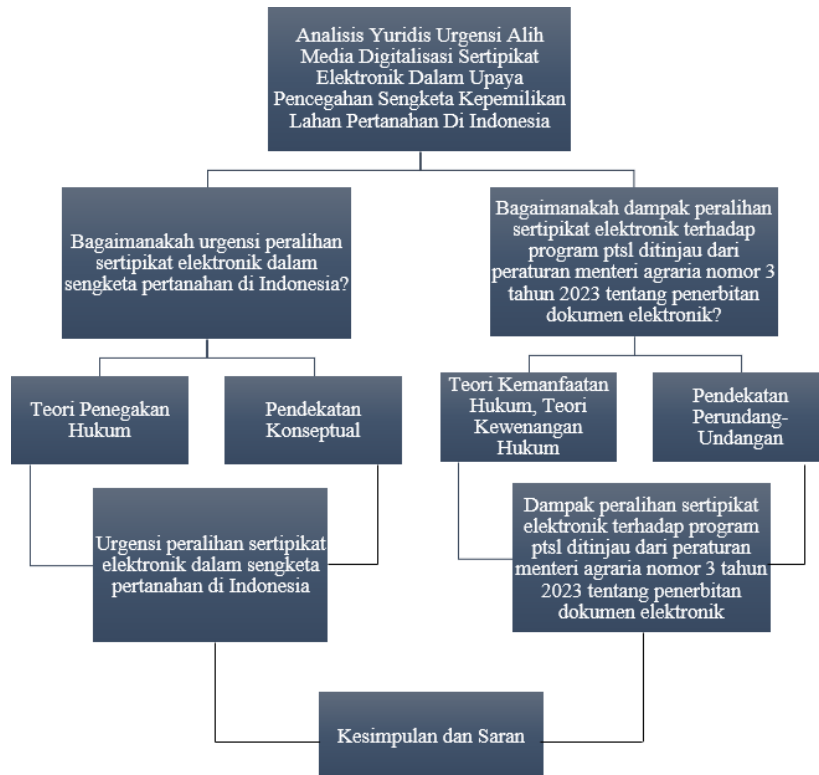 Analisis Yuridis Urgensi Alih
Media Digitalisasi Sertipikat
Elektronik Dalam Upaya
Pencegahan Sengketa Kepemilikan
Lahan Pertanahan Di Indonesia
Bagaimanakah urgensi peralihan
sertipikat elektronik dalam
sengketa pertanahan di Indonesia?
Bagaimanakah dampak peralihan
sertipikat elektronik terhadap
program ptsl ditinjau dari
peraturan menteri agraria nomor 3
tahun 2023 tentang penerbitan
dokumen elektronik?
Teori Penegakan
Hukum
Pendekatan
Konseptual
Teori Kemanfaatan
Hukum, Teori
Kewenangan
Hukum
Pendekatan
Perundang-
Undangan
Urgensi peralihan sertipikat
elektronik dalam sengketa
pertanahan di Indonesia
Dampak peralihan sertipikat
elektronik terhadap program
ptsl ditinjau dari peraturan
menteri agraria nomor 3 tahun
2023 tentang penerbitan
dokumen elektronik
Kesimpulan dan Saran